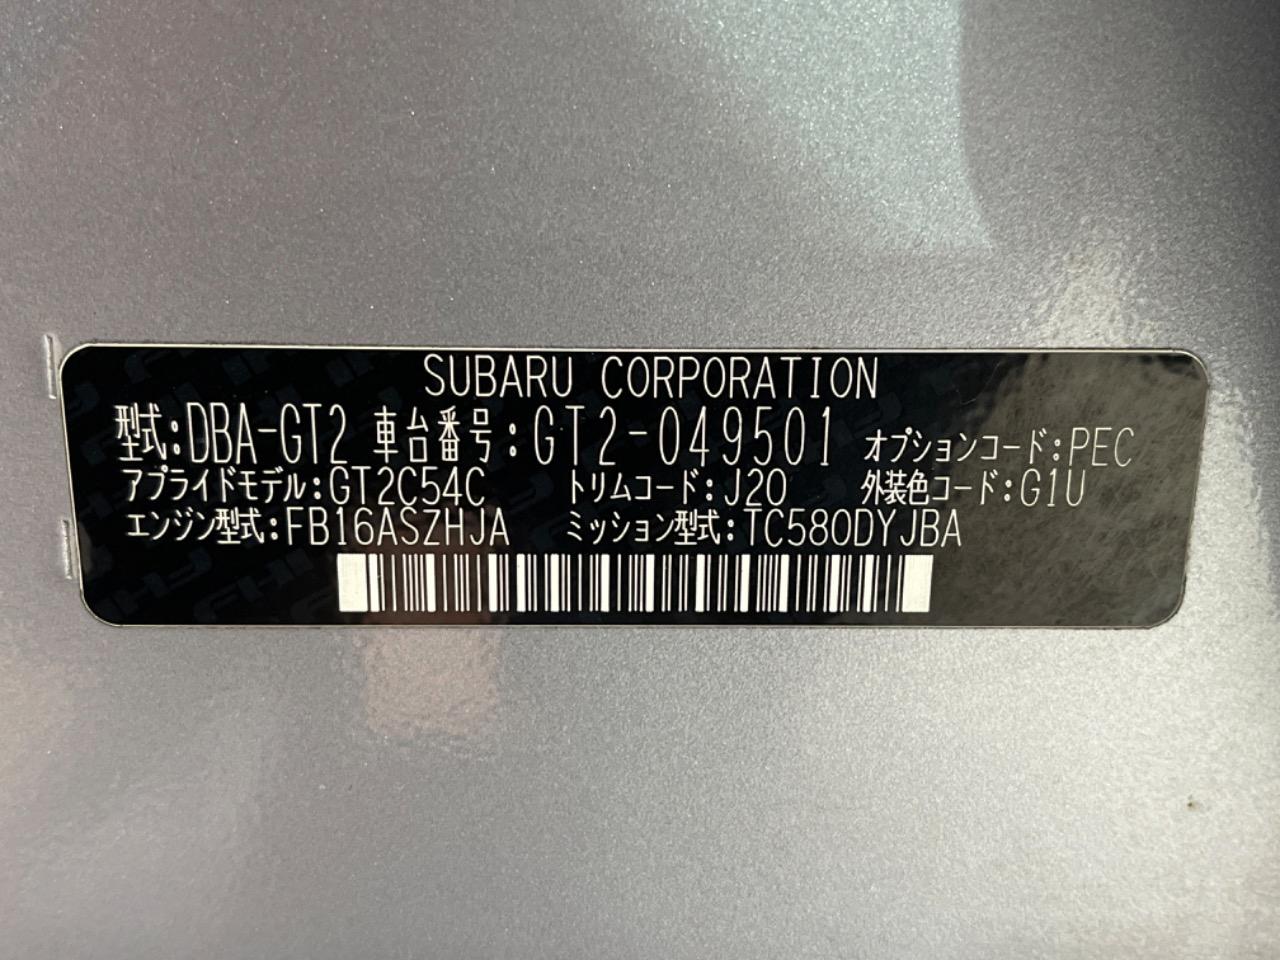 SUBARU CORPORATION
型式:DBA-GT2 車台番号:GT2-049501 オプションコード:PEC
アプライドモデル:GT2C54C トリムコード:J20 外装色コード:G1U
エンジン型式:FB16ASZHJA ミッション型式:TC580DYJBA